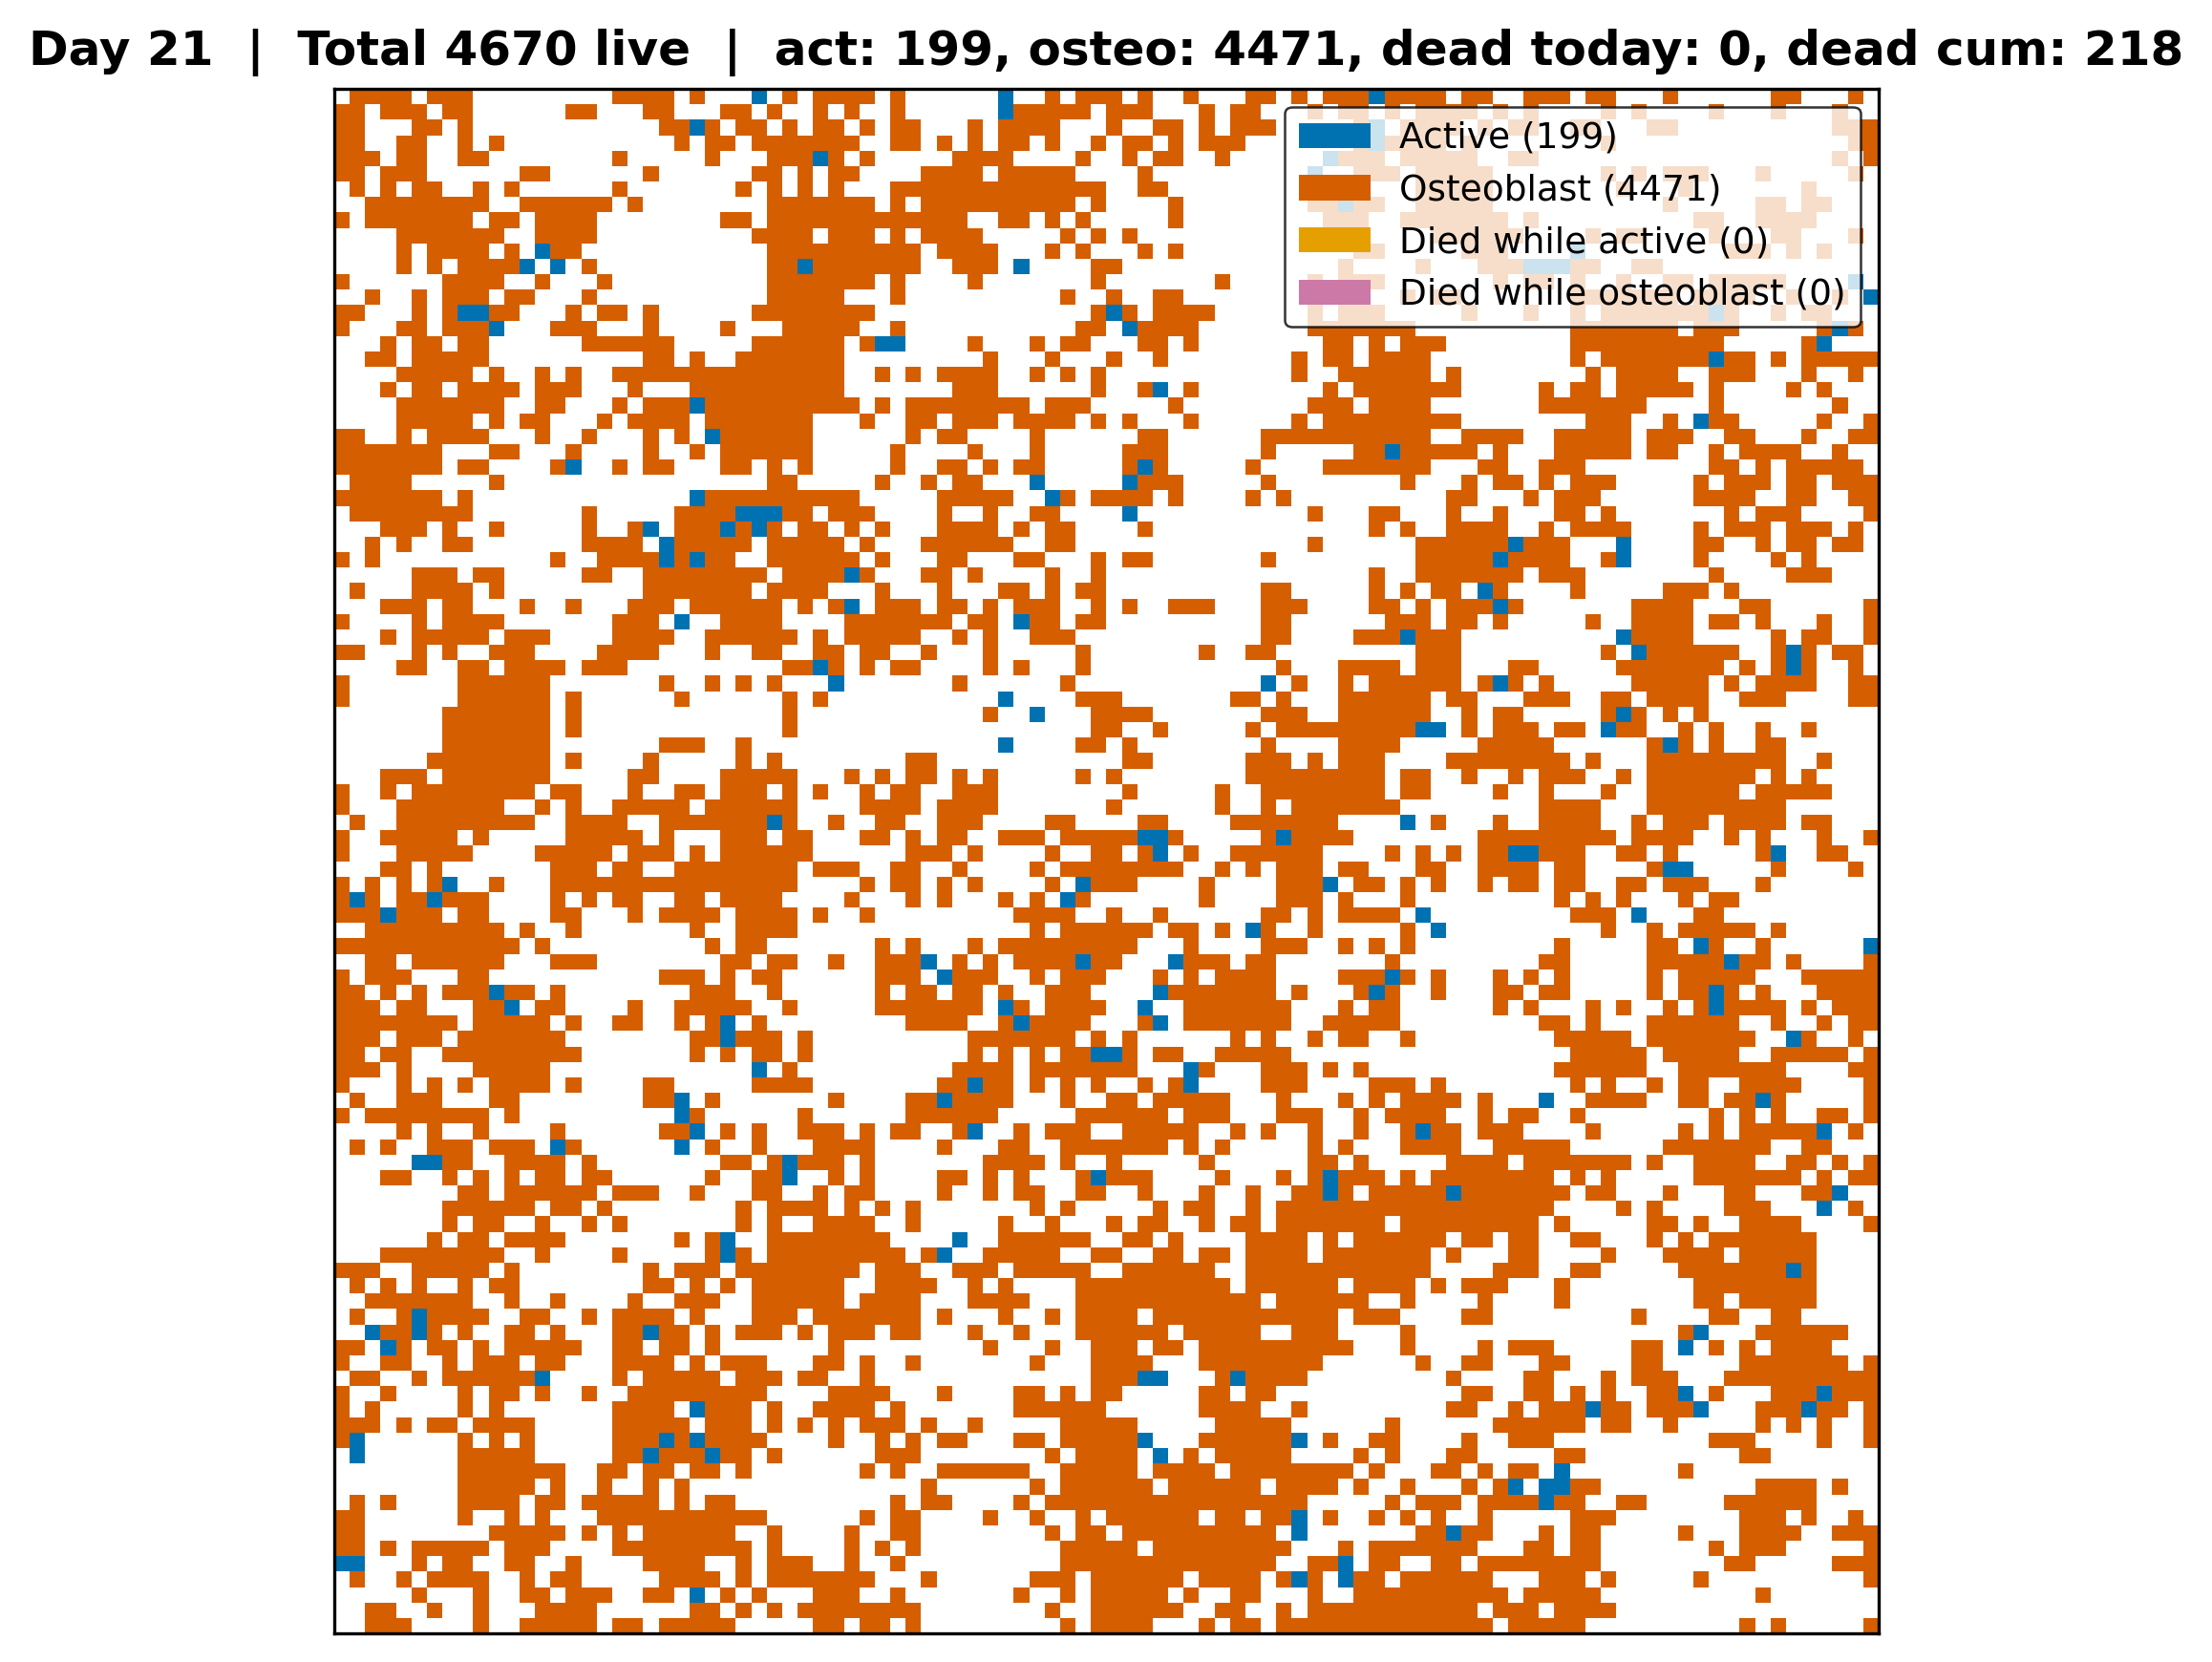 Day 21 | Total 4670 live | act: 199, osteo: 4471, dead today: 0, dead cum: 218
Active (199)
Osteoblast (4471)
Died while active (0)
Died while osteoblast (0)